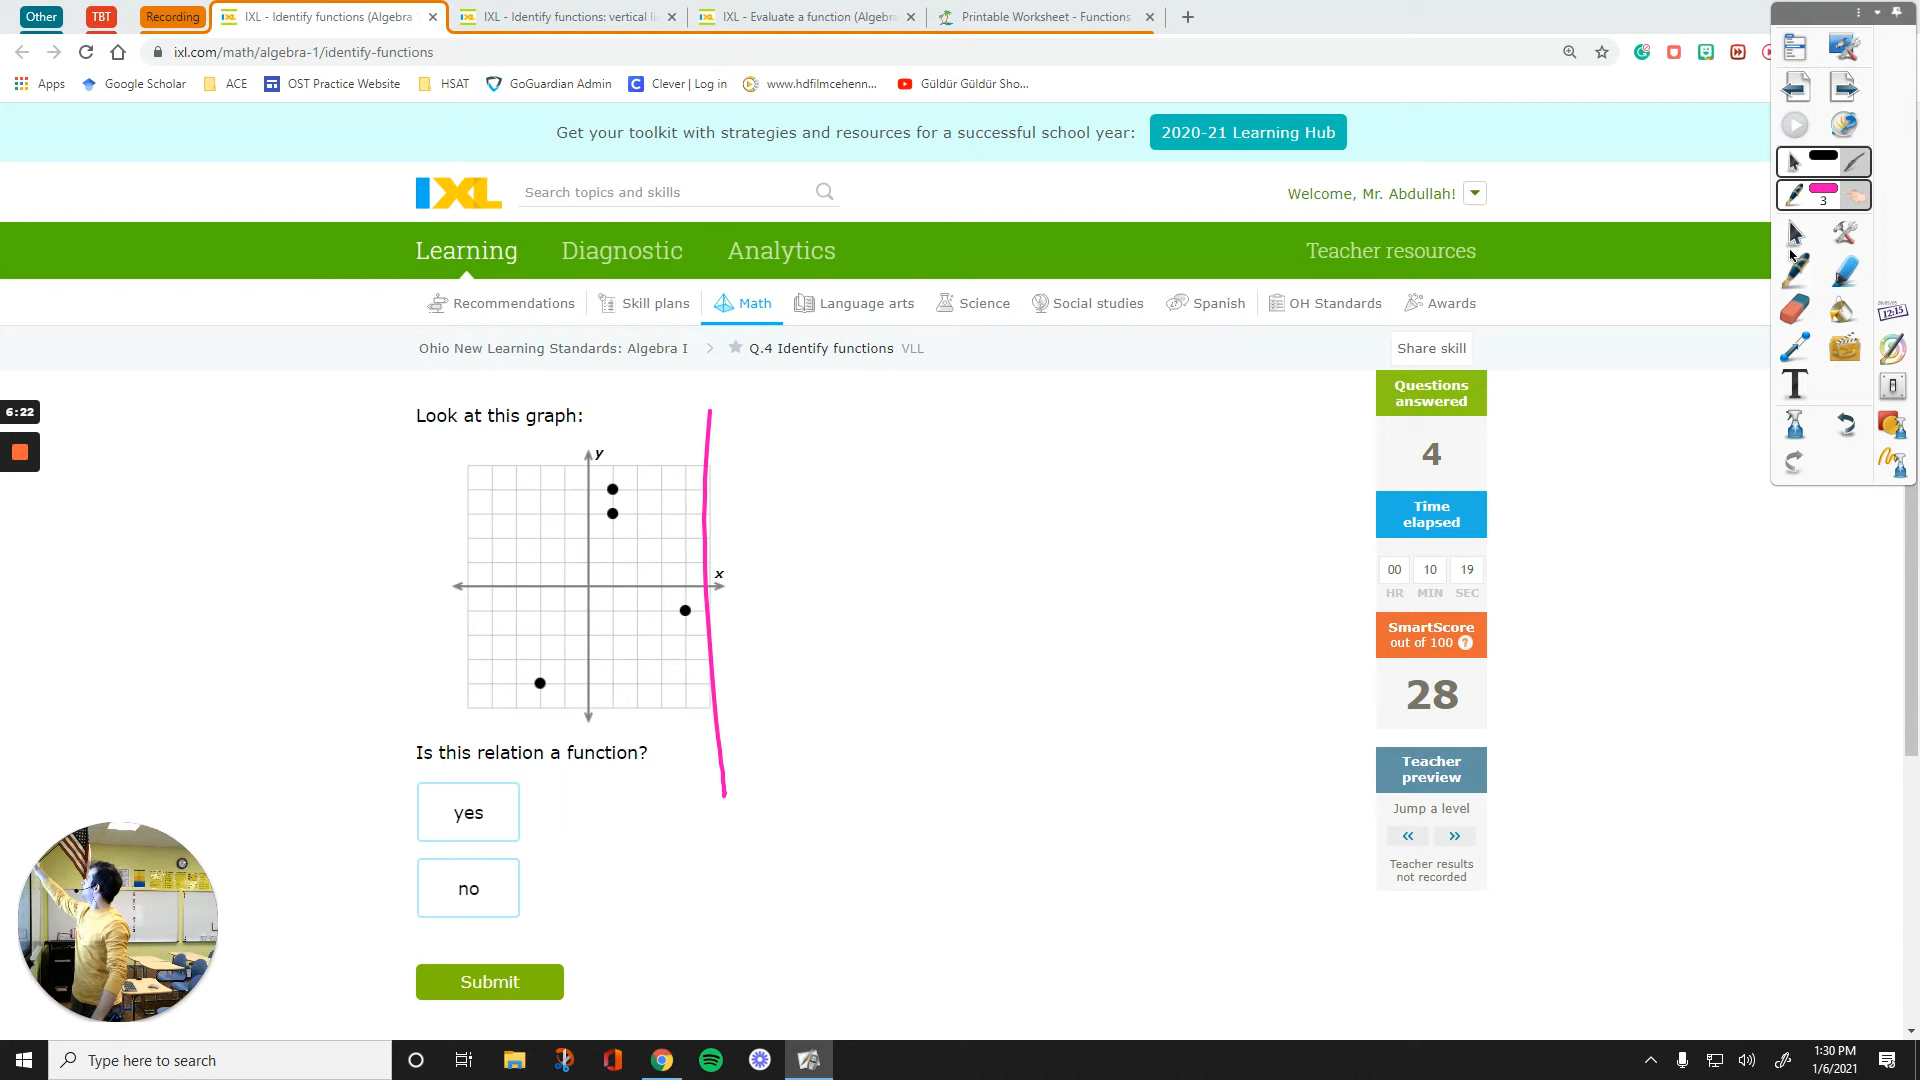 Other
TBT
Recording
IXL - Identify functions (Algebra
IXL - Identify functions: vertical li
IXL - Evaluate a function (Algebra
Printable Worksheet - Functions
ixl.com/math/algebra-1/identify-functions
Apps
Google Scholar
ACE
OST Practice Website
HSAT
GoGuardian Admin
Clever | Log in
www.hdfilmcehenn...
Güldür Güldür Sho...
Get your toolkit with strategies and resources for a successful school year:
2020-21 Learning Hub
IXL
Search topics and skills
Welcome, Mr. Abdullah!
Learning
Diagnostic
Analytics
Teacher resources
Recommendations
Skill plans
Math
Language arts
Science
Social studies
Spanish
OH Standards
Awards
Ohio New Learning Standards: Algebra I
Q.4 Identify functions VLL
Share skill
6:22
Look at this graph:
y
x
Is this relation a function?
yes
no
Submit
Questions
answered
4
Time
elapsed
00 10 19
HR MIN SEC
SmartScore
out of 100 ?
28
Teacher
preview
Jump a level
Teacher results
not recorded
3
12:15
T
Type here to search
1:30 PM
1/6/2021